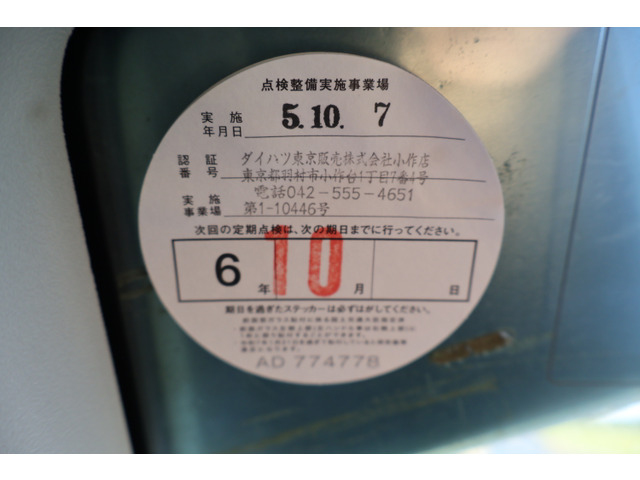 点検整備実施事業場
実施年月日 5.10. 7
認証番号 ダイハツ東京販売株式会社小作店
東京都羽村市小作台1丁目7番4号
電話042-555-4651
実施事業場 第1-10446号
次回の定期点検は、次の期日までに行ってください。
6 年 10 月 日
期日を過ぎたステッカーは必ずはがしてください。
AD 774778